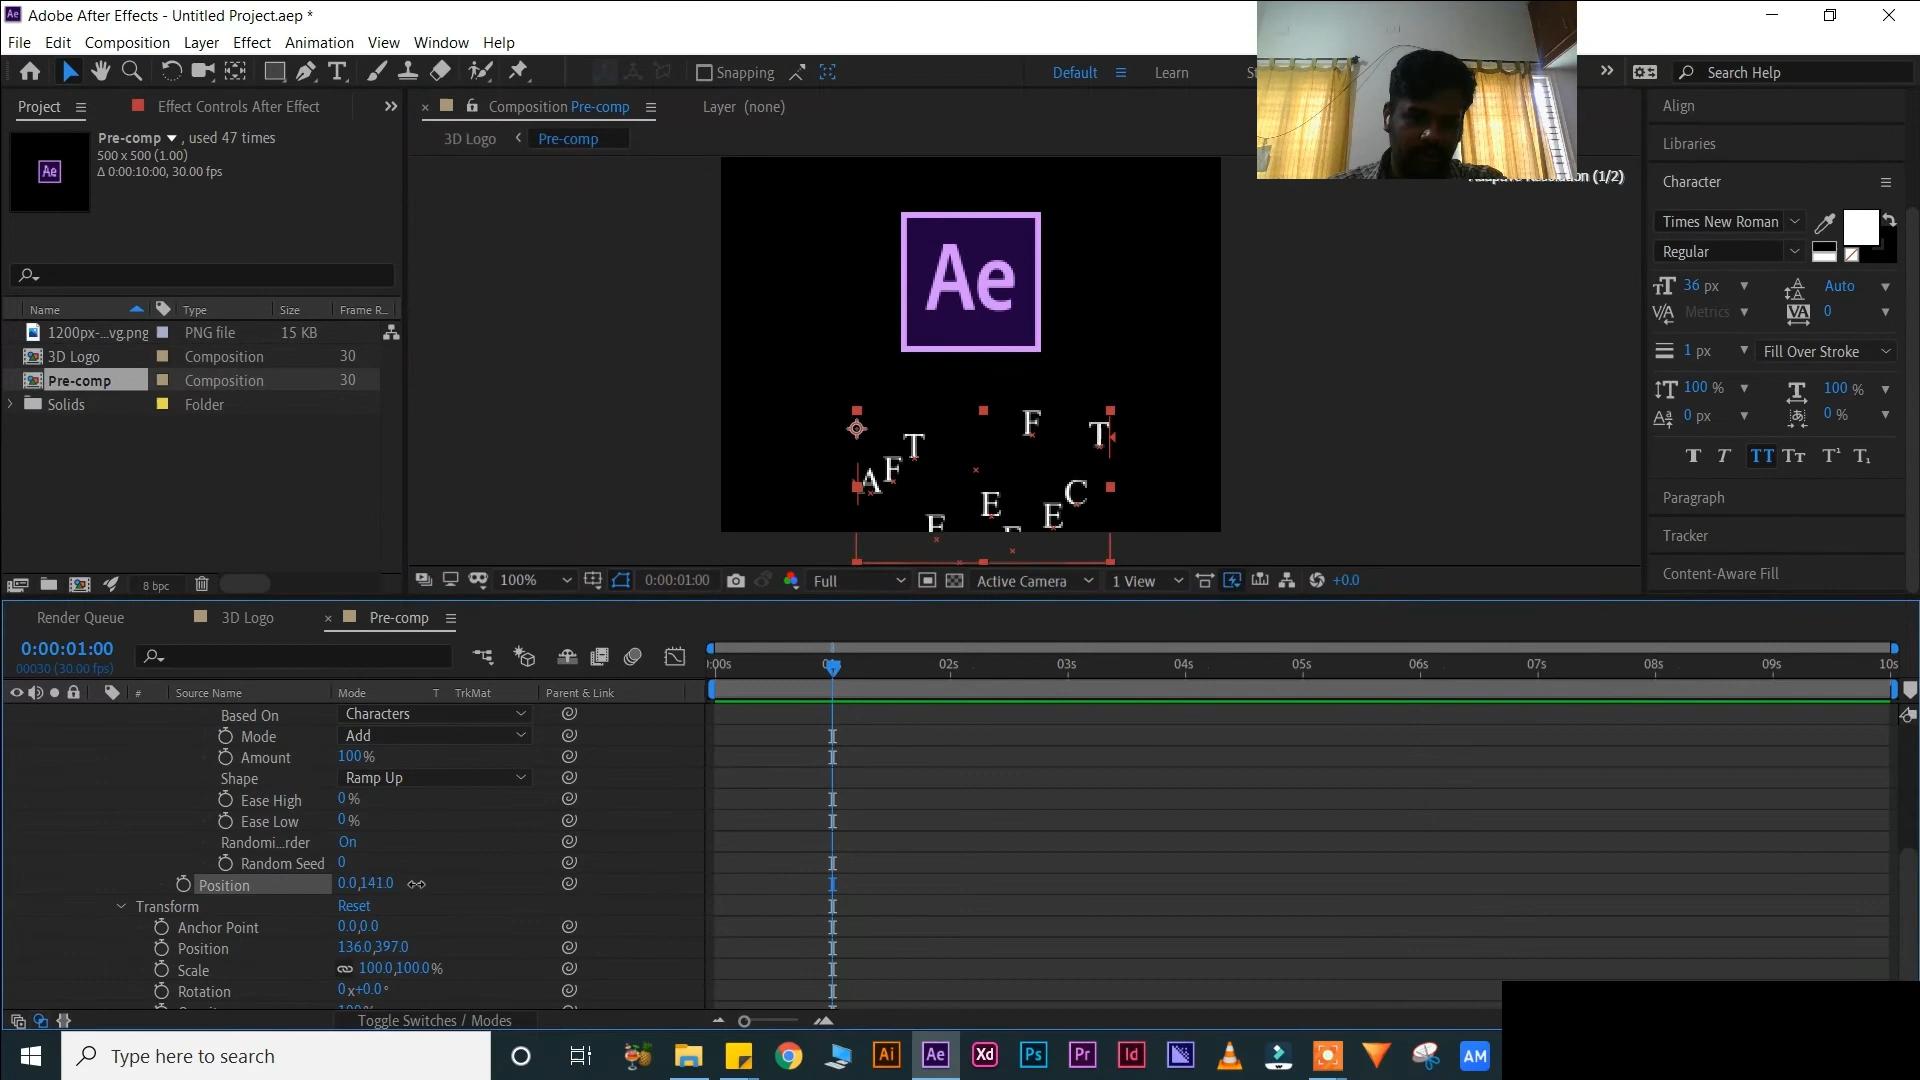 Ae Adobe After Effects - Untitled Project.aep *
File Edit Composition Layer Effect Animation View Window Help
Snapping
Default
Learn
Search Help
Project
Effect Controls After Effect
Composition Pre-comp
Layer (none)
Align
Pre-comp , used 47 times
500 x 500 (1.00)
Δ 0:00:10:00, 30.00 fps
Ae
3D Logo
Pre-comp
Libraries
(1/2)
Character
Times New Roman
Regular
36 px
Auto
Metrics
0
1 px
Fill Over Stroke
100 %
100 %
0 px
0 %
Name Type Size Frame R...
1200px-...vg.png PNG file 15 KB
3D Logo Composition 30
Pre-comp Composition 30
Solids Folder
Ae
F T
T
F
A
C
E
E
Paragraph
Tracker
Content-Aware Fill
8 bpc
100% 0:00:01:00 Full Active Camera 1 View +0.0
Render Queue
3D Logo
Pre-comp
0:00:01:00
00030 (30.00 fps)
:00s
02s 03s 04s 05s 06s 07s 08s 09s 10s
# Source Name Mode T TrkMat Parent & Link
Based On Characters
Mode Add
Amount 100%
Shape Ramp Up
Ease High 0%
Ease Low 0%
Randomi...rder On
Random Seed 0
Position 0.0,141.0
Transform Reset
Anchor Point 0.0,0.0
Position 136.0,397.0
Scale 100.0,100.0%
Rotation 0x+0.0°
Toggle Switches / Modes
Type here to search
Ai Ae Xd Ps Pr Id AM